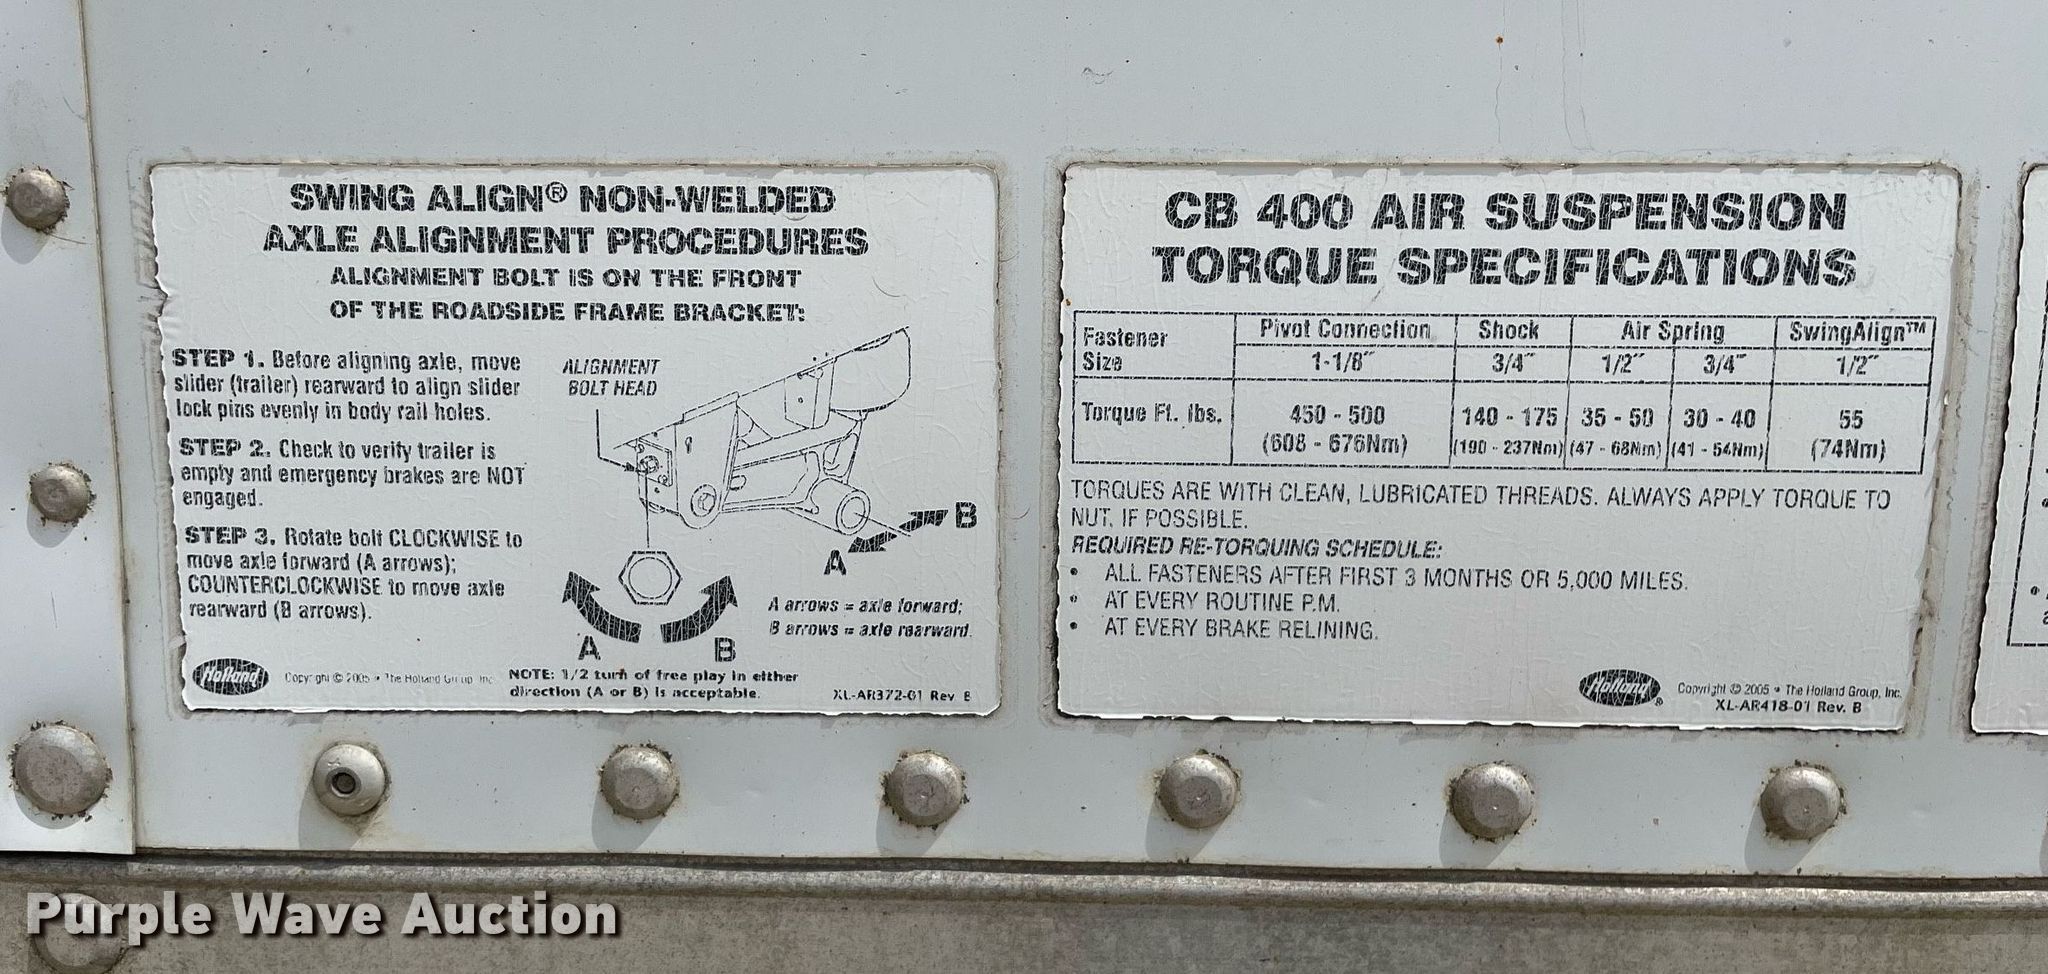 SWING ALIGN® NON-WELDED
AXLE ALIGNMENT PROCEDURES
ALIGNMENT BOLT IS ON THE FRONT
OF THE ROADSIDE FRAME BRACKET:
STEP 1. Before aligning axle, move
slider (trailer) rearward to align slider
lock pins evenly in body rail holes.
STEP 2. Check to verify trailer is
empty and emergency brakes are NOT
engaged.
STEP 3. Rotate bolt CLOCKWISE to
move axle forward (A arrows);
COUNTERCLOCKWISE to move axle
rearward (B arrows).
ALIGNMENT
BOLT HEAD
B
A
A arrows = axle forward;
B arrows = axle rearward.
A B
Holland
Copyright © 2005 • The Holland Group, Inc.
NOTE: 1/2 turn of free play in either
direction (A or B) is acceptable.
XL-AR372-01 Rev B
CB 400 AIR SUSPENSION
TORQUE SPECIFICATIONS
Fastener Size Pivot Connection Shock Air Spring SwingAlign™
1-1/8" 3/4" 1/2" 3/4" 1/2"
Torque Ft. lbs. 450 - 500 140 - 175 35 - 50 30 - 40 55
(608 - 676Nm) (190 - 237Nm) (47 - 68Nm) (41 - 54Nm) (74Nm)
TORQUES ARE WITH CLEAN, LUBRICATED THREADS. ALWAYS APPLY TORQUE TO
NUT, IF POSSIBLE.
REQUIRED RE-TORQUING SCHEDULE:
• ALL FASTENERS AFTER FIRST 3 MONTHS OR 5,000 MILES.
• AT EVERY ROUTINE P.M.
• AT EVERY BRAKE RELINING.
Holland®
Copyright © 2005 • The Holland Group, Inc.
XL-AR418-01 Rev. B
Purple Wave Auction